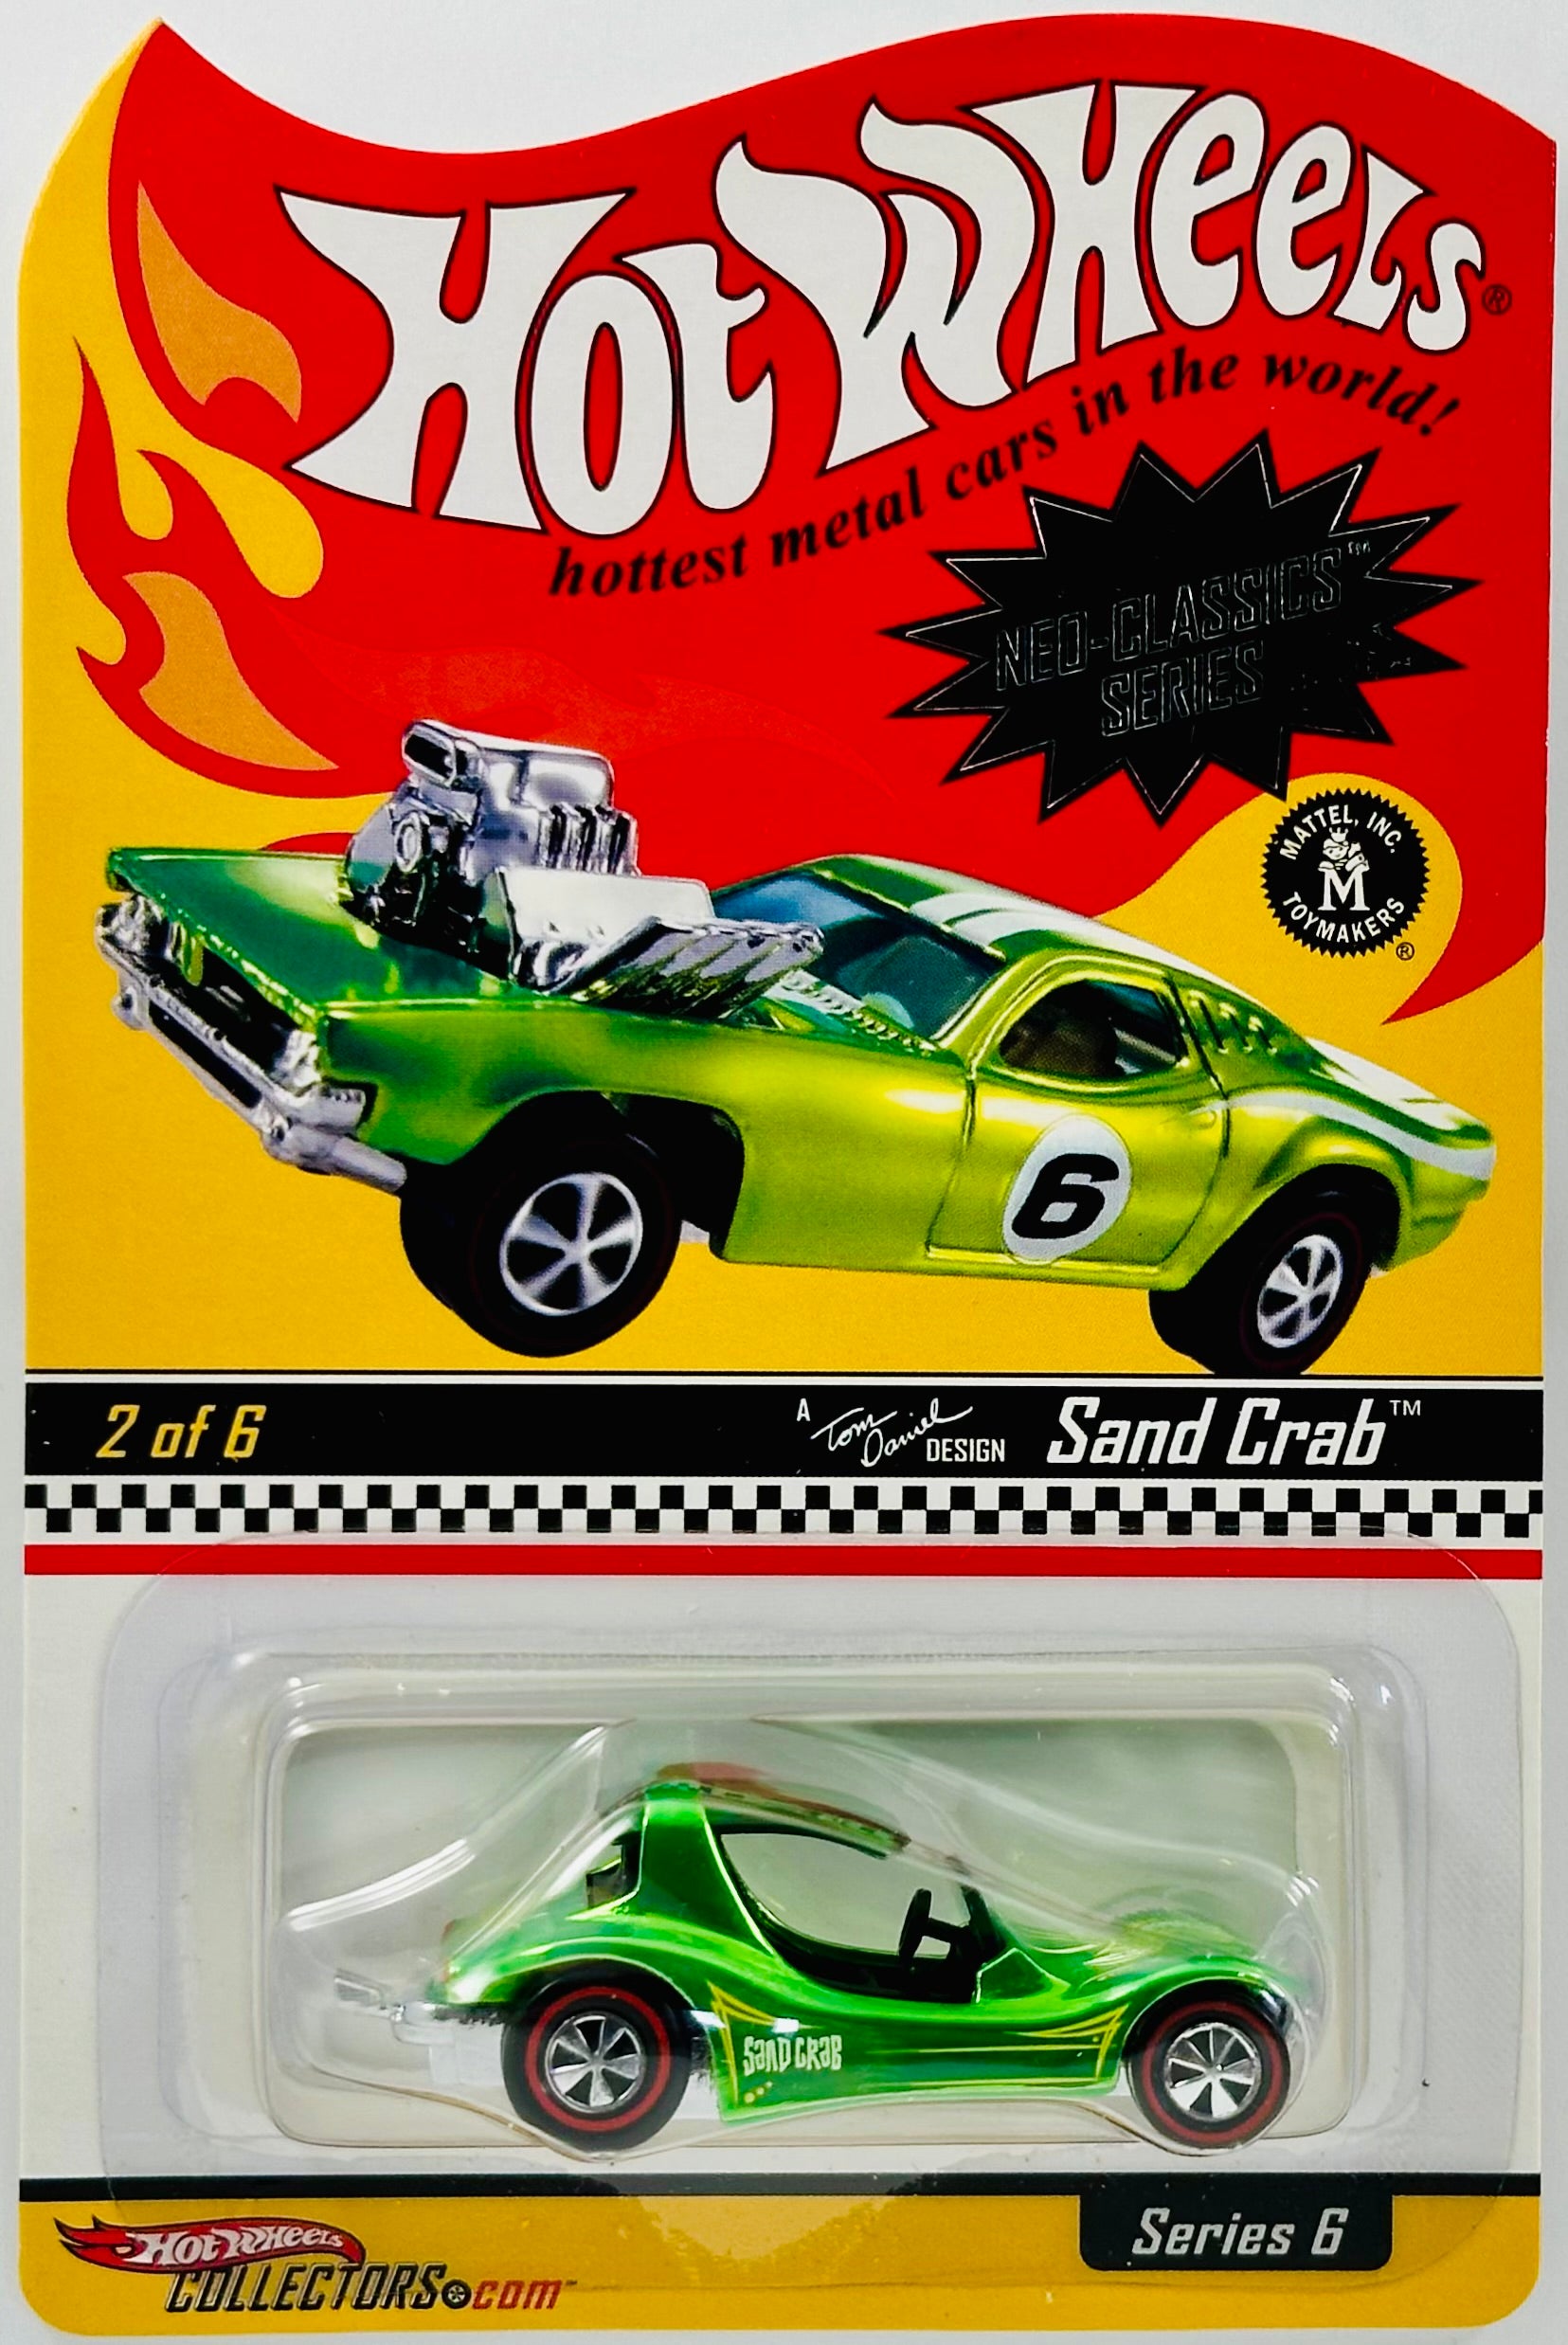 HOT WHEELS®
hottest metal cars in the world!
NEO-CLASSICS™
SERIES
MATTEL, INC.
M
TOYMAKERS
®
6
2 of 6
A Tom Daniel DESIGN
Sand Crab™
SAND CRAB
Series 6
HOT WHEELS
COLLECTORS.com™